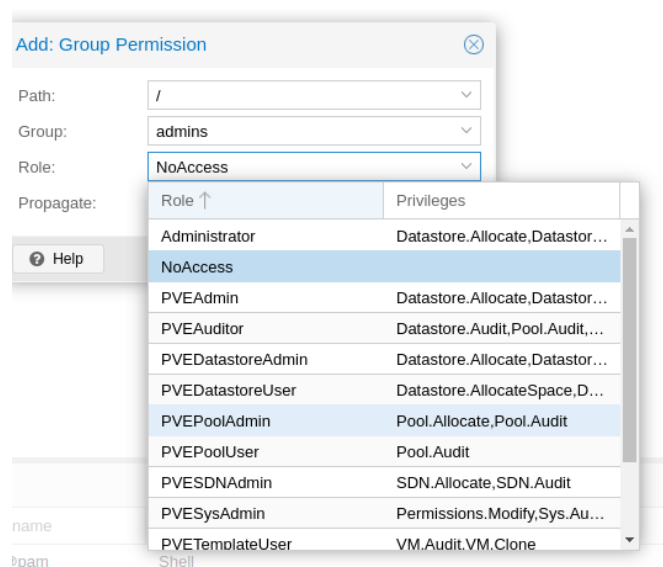 Add: Group Permission
Path: /
Group: admins
Role: NoAccess
Propagate:
Role Privileges
Administrator Datastore.Allocate,Datastor...
NoAccess
PVEAdmin Datastore.Allocate,Datastor...
PVEAuditor Datastore.Audit,Pool.Audit,...
PVEDatastoreAdmin Datastore.Allocate,Datastor...
PVEDatastoreUser Datastore.AllocateSpace,D...
PVEPoolAdmin Pool.Allocate,Pool.Audit
PVEPoolUser Pool.Audit
PVESDNAdmin SDN.Allocate,SDN.Audit
PVESysAdmin Permissions.Modify,Sys.Au...
PVETemplateUser VM.Audit,VM.Clone
Help
name
pam Shell